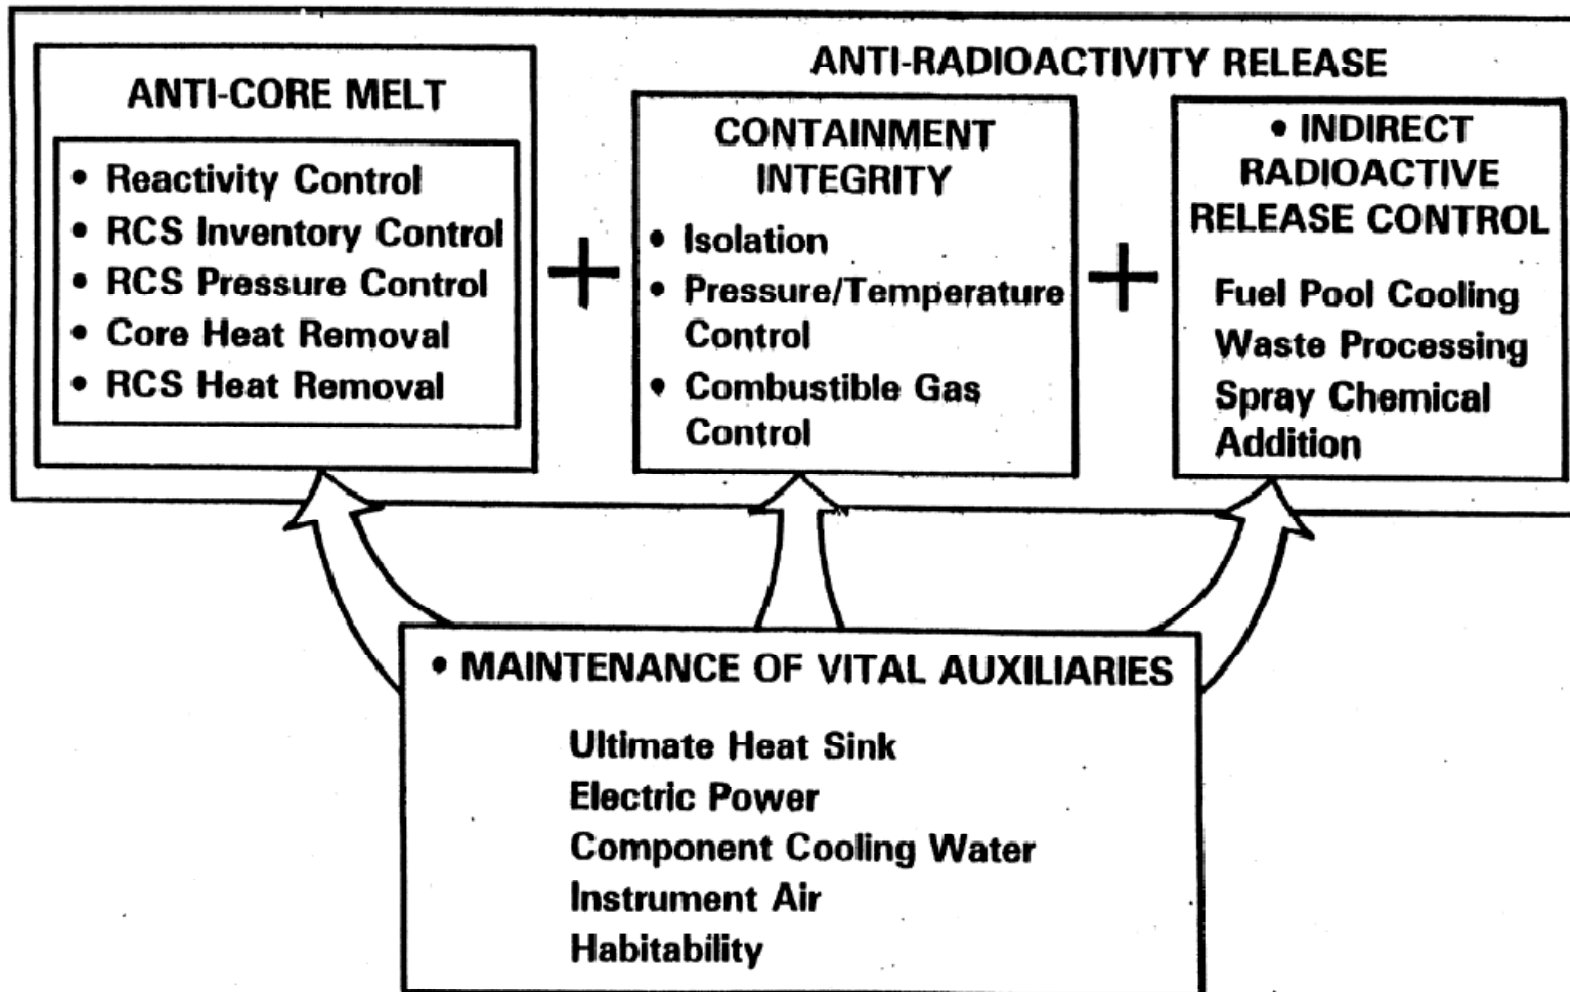 ANTI-RADIOACTIVITY RELEASE
ANTI-CORE MELT
• Reactivity Control
• RCS Inventory Control
• RCS Pressure Control
• Core Heat Removal
• RCS Heat Removal
+
CONTAINMENT
INTEGRITY
• Isolation
• Pressure/Temperature
Control
• Combustible Gas
Control
+
• INDIRECT
RADIOACTIVE
RELEASE CONTROL
Fuel Pool Cooling
Waste Processing
Spray Chemical
Addition
• MAINTENANCE OF VITAL AUXILIARIES
Ultimate Heat Sink
Electric Power
Component Cooling Water
Instrument Air
Habitability